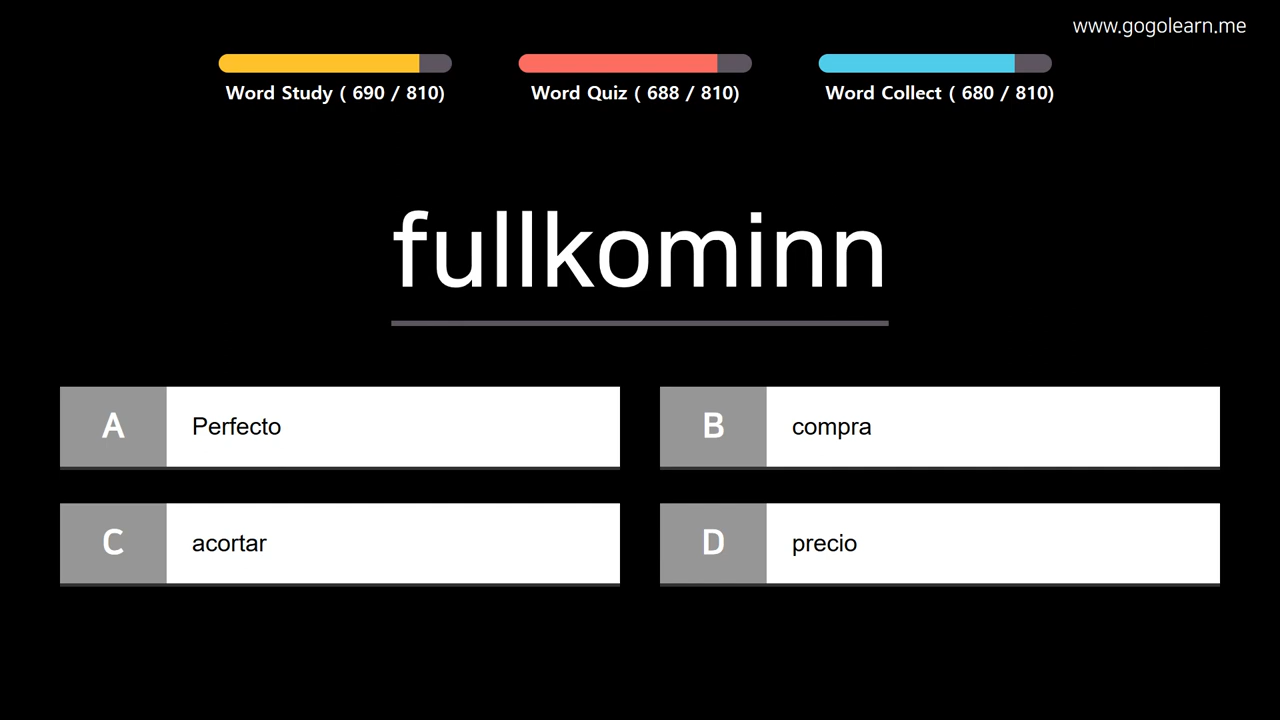 www.gogolearn.me
Word Study ( 690 / 810)
Word Quiz ( 688 / 810)
Word Collect ( 680 / 810)
fullkominn
A Perfecto
B compra
C acortar
D precio